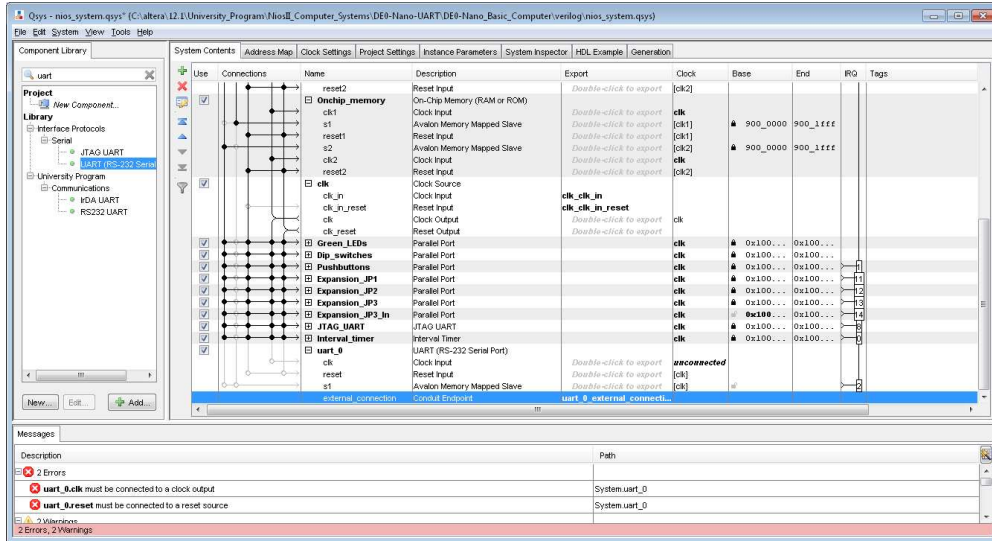 Qsys - nios_system.qsys* (C:\altera\12.1\University_Program\NiosII_Computer_Systems\DE0-Nano-UART\DE0-Nano_Basic_Computer\verilog\nios_system.qsys)
File Edit System View Tools Help
Component Library
System Contents Address Map Clock Settings Project Settings Instance Parameters System Inspector HDL Example Generation
uart
Use Connections Name Description Export Clock Base End IRQ Tags
Project
New Component...
Library
Interface Protocols
Serial
JTAG UART
UART (RS-232 Serial
University Program
Communications
IrDA UART
RS232 UART
New... Edit... Add...
reset2 Reset Input Double-click to export [clk2]
Onchip_memory On-Chip Memory (RAM or ROM)
clk1 Clock Input Double-click to export clk
s1 Avalon Memory Mapped Slave Double-click to export [clk1] 900_0000 900_1fff
reset1 Reset Input Double-click to export [clk1]
s2 Avalon Memory Mapped Slave Double-click to export [clk2] 900_0000 900_1fff
clk2 Clock Input Double-click to export clk
reset2 Reset Input Double-click to export [clk2]
clk Clock Source
clk_in Clock Input clk_clk_in
clk_in_reset Reset Input clk_clk_in_reset
clk Clock Output Double-click to export clk
clk_reset Reset Output Double-click to export
Green_LEDs Parallel Port clk 0x100... 0x100...
Dip_switches Parallel Port clk 0x100... 0x100...
Pushbuttons Parallel Port clk 0x100... 0x100... 1
Expansion_JP1 Parallel Port clk 0x100... 0x100... 11
Expansion_JP2 Parallel Port clk 0x100... 0x100... 12
Expansion_JP3 Parallel Port clk 0x100... 0x100... 13
Expansion_JP3_In Parallel Port clk 0x100... 0x100... 14
JTAG_UART JTAG UART clk 0x100... 0x100... 8
Interval_timer Interval Timer clk 0x100... 0x100... 0
uart_0 UART (RS-232 Serial Port)
clk Clock Input Double-click to export unconnected
reset Reset Input Double-click to export [clk]
s1 Avalon Memory Mapped Slave Double-click to export [clk] 2
external_connection Conduit Endpoint uart_0_external_connecti...
Messages
Description Path
2 Errors
uart_0.clk must be connected to a clock output System.uart_0
uart_0.reset must be connected to a reset source System.uart_0
2 Warnings
2 Errors, 2 Warnings